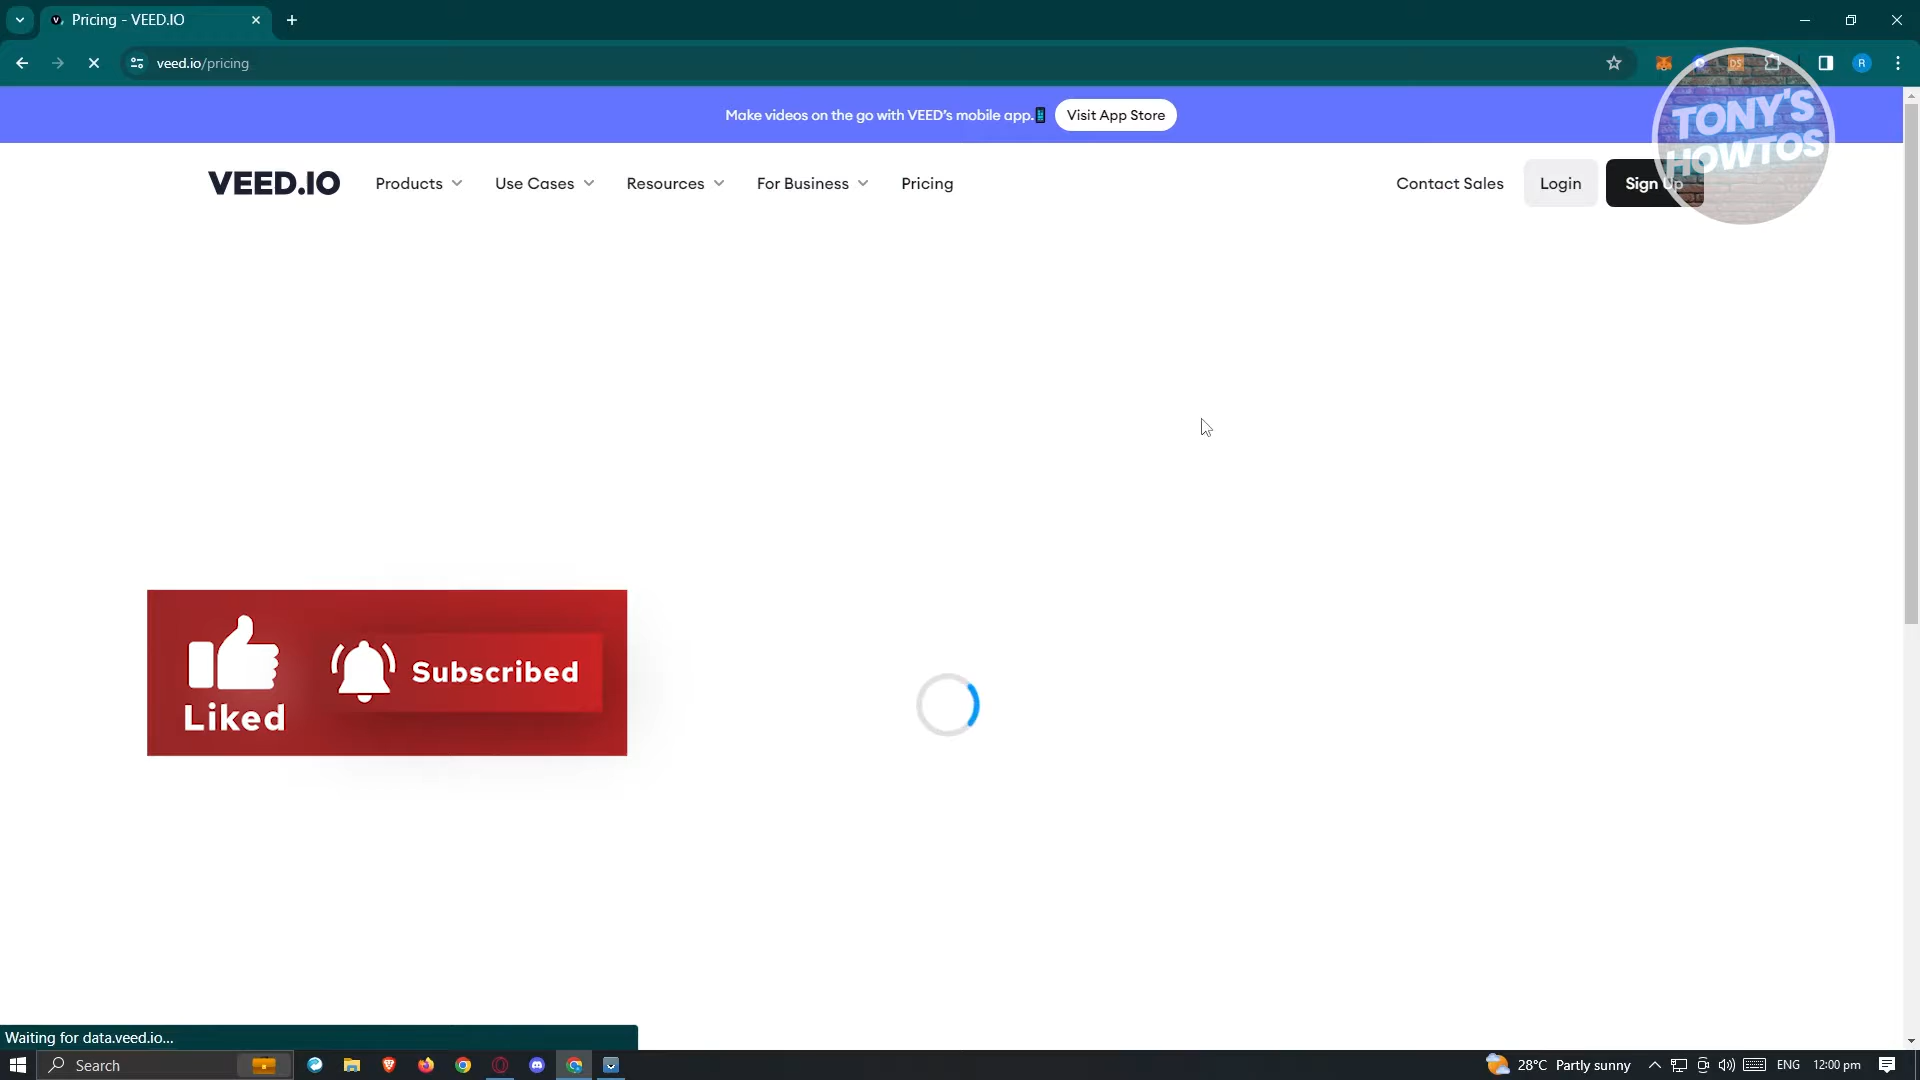 Pricing - VEED.IO
veed.io/pricing
DS
R
Make videos on the go with VEED's mobile app.
Visit App Store
TONY'S
HOWTOS
VEED.IO
Products
Use Cases
Resources
For Business
Pricing
Contact Sales
Login
Sign Up
Liked
Subscribed
Waiting for data.veed.io...
Search
28°C Partly sunny
ENG
12:00 pm